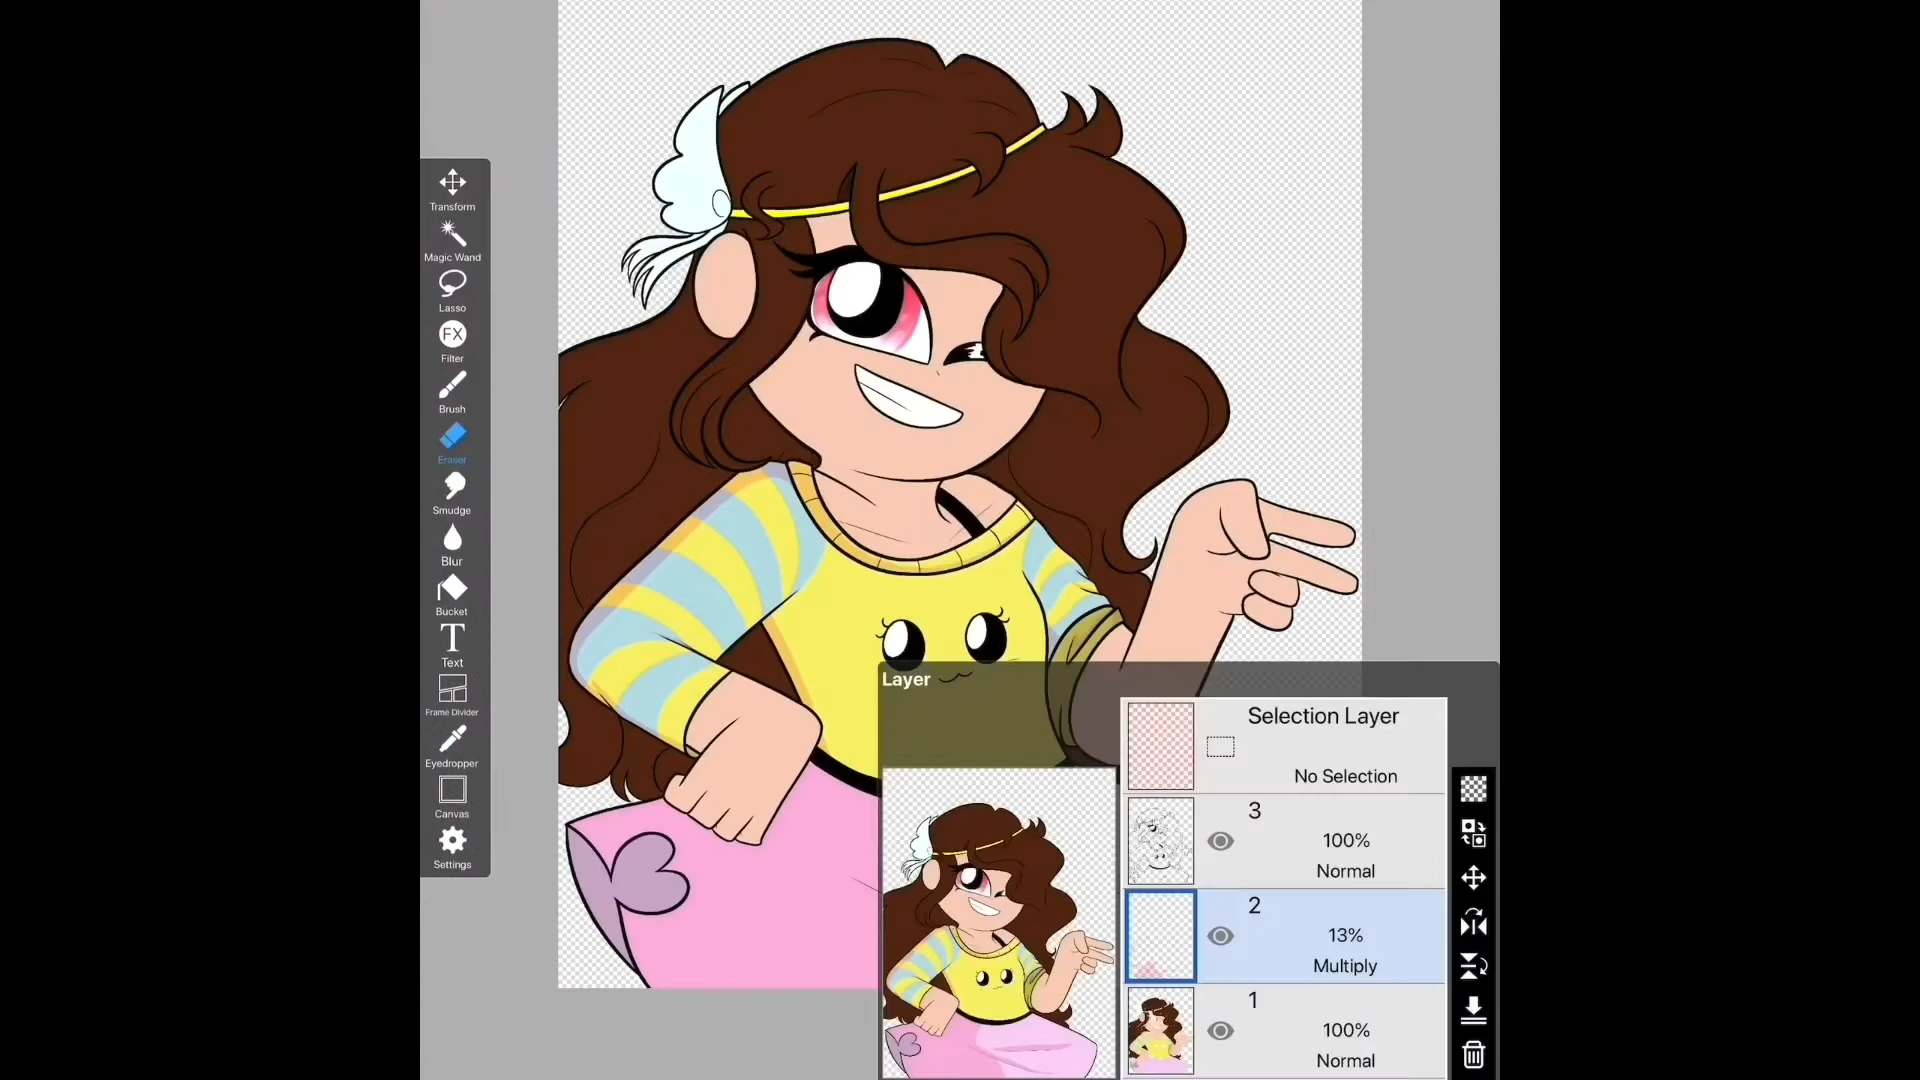 Transform
Magic Wand
Lasso
FX
Filter
Brush
Eraser
Smudge
Blur
Bucket
T
Text
Frame Divider
Eyedropper
Canvas
Settings
Layer
Selection Layer
No Selection
3
100%
Normal
2
13%
Multiply
1
100%
Normal